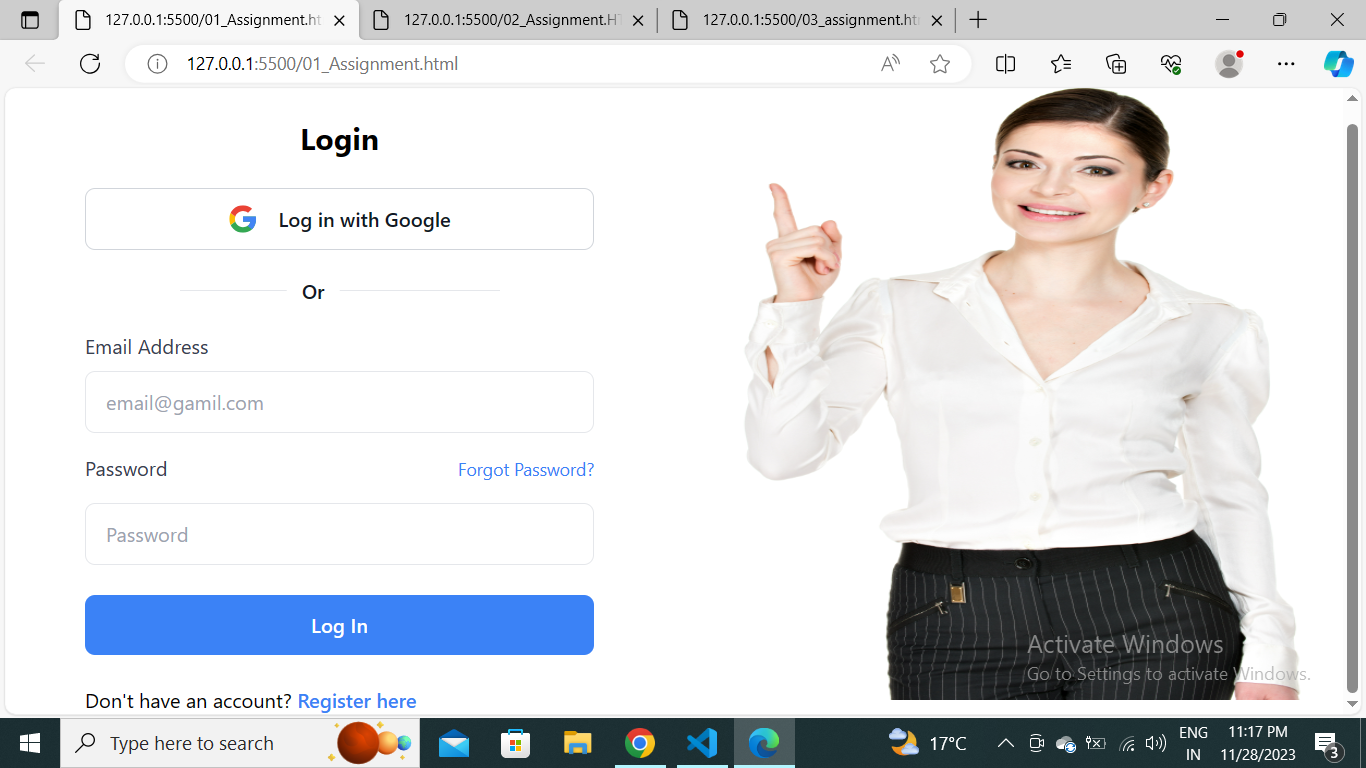 127.0.0.1:5500/01_Assignment.ht
127.0.0.1:5500/02_Assignment.HT
127.0.0.1:5500/03_assignment.ht
127.0.0.1:5500/01_Assignment.html
Login
Log in with Google
Or
Email Address
email@gamil.com
Password
Forgot Password?
Password
Log In
Don't have an account? Register here
Activate Windows
Go to Settings to activate Windows.
Type here to search
17°C
ENG
IN
11:17 PM
11/28/2023
3